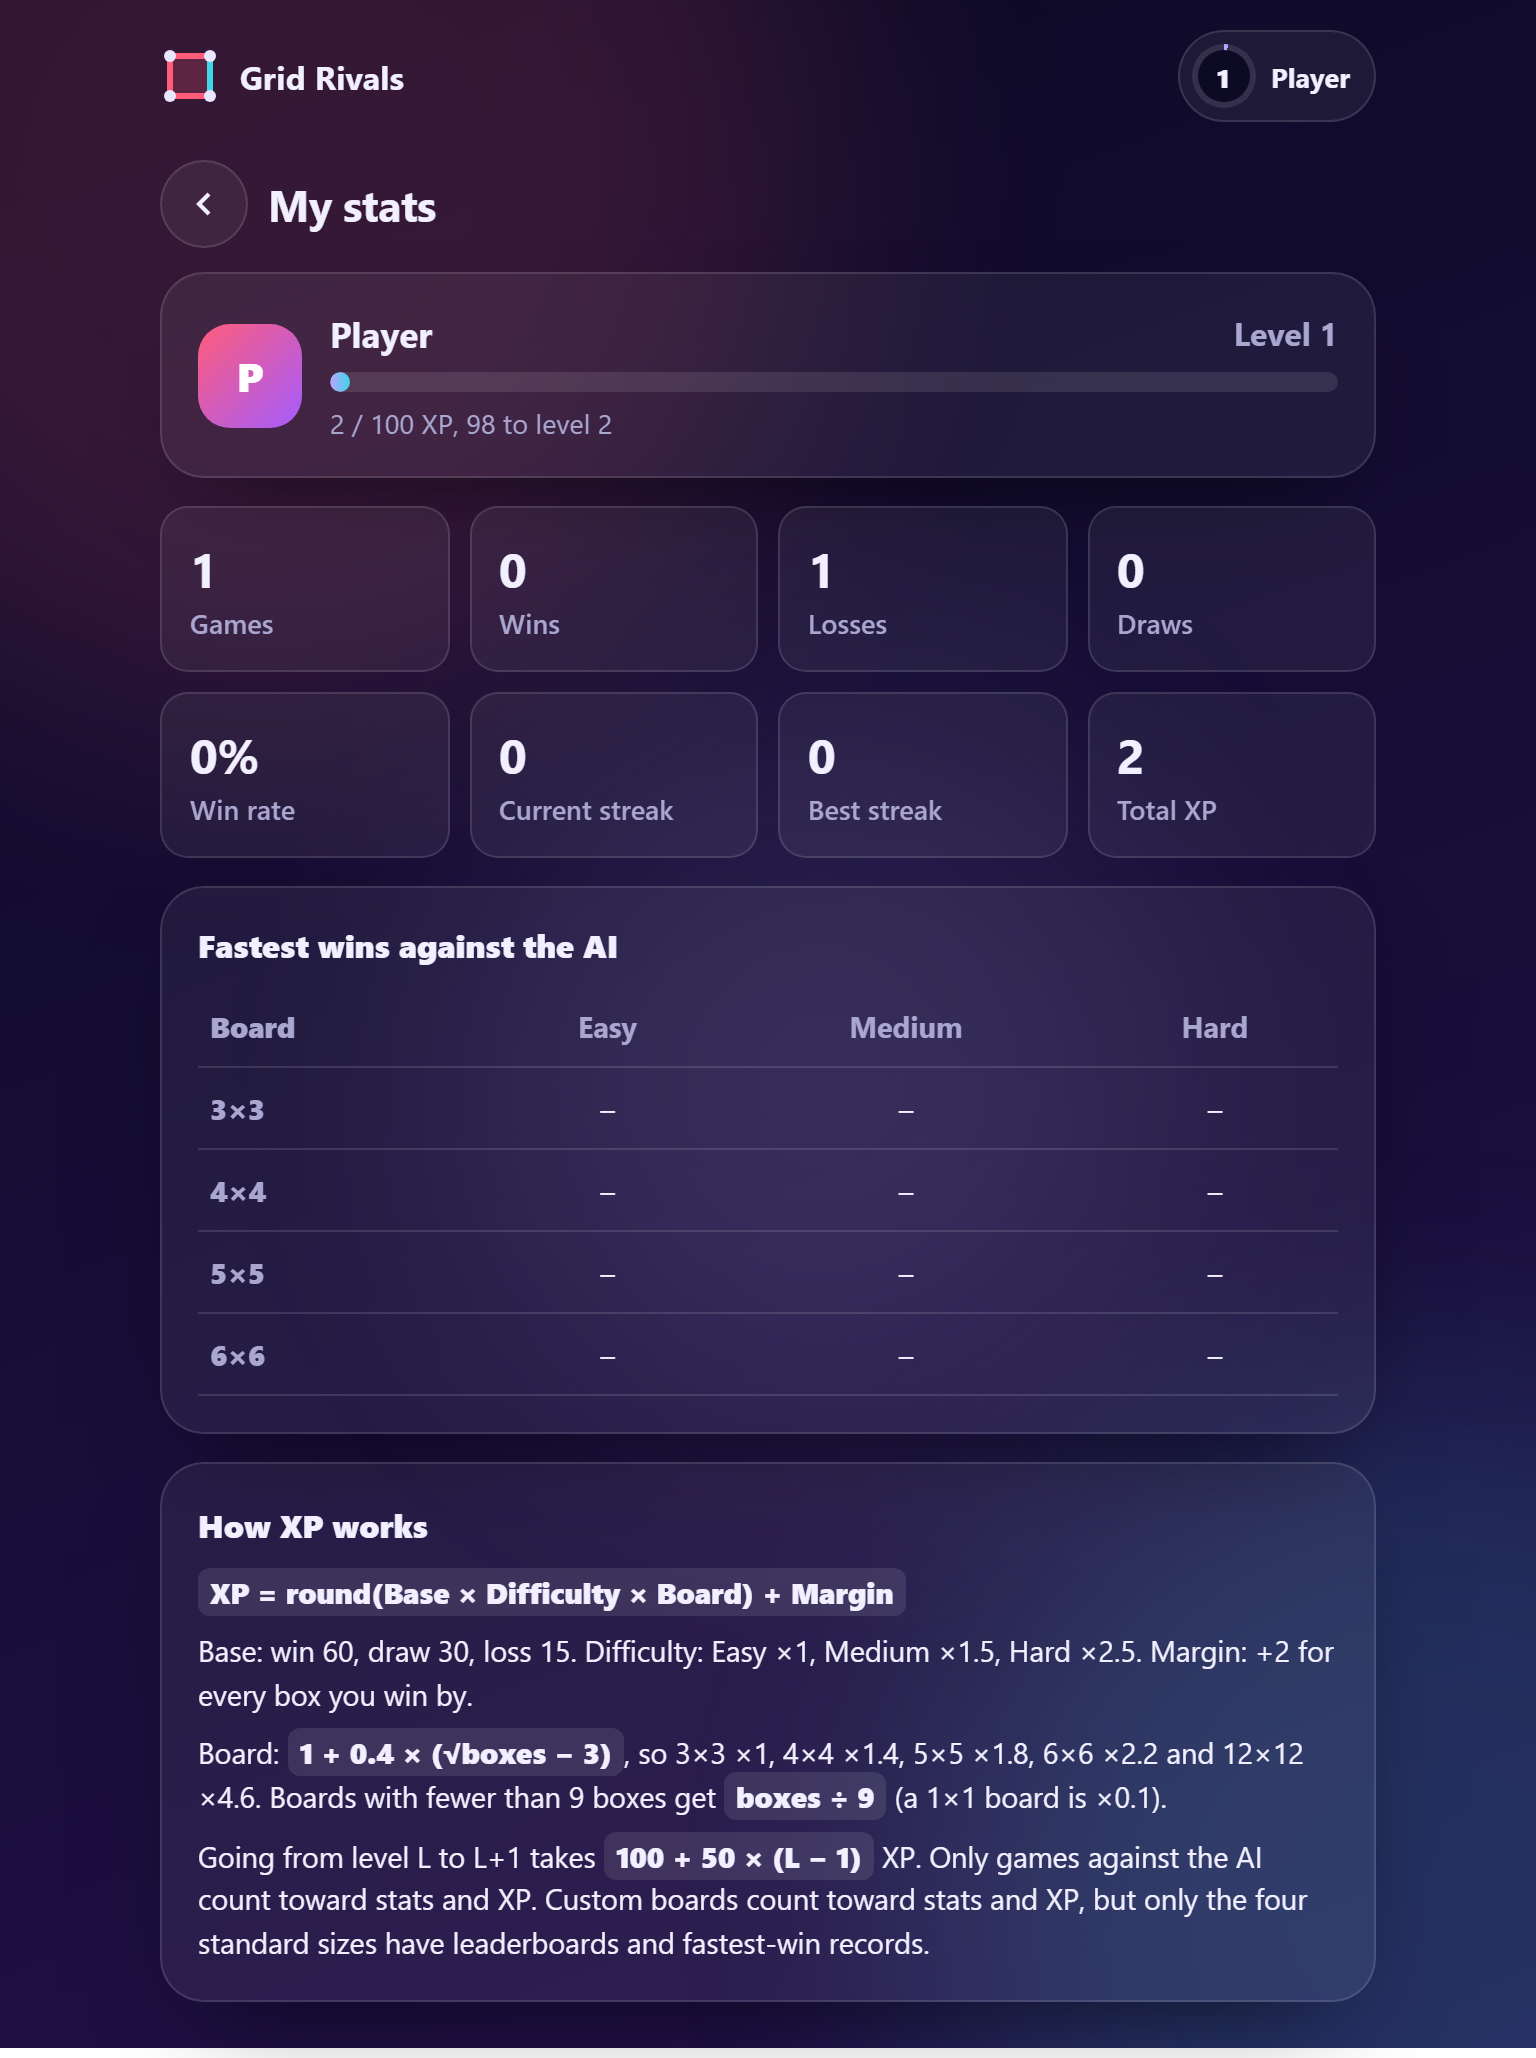 Grid Rivals
1 Player
My stats
P
Player
Level 1
2 / 100 XP, 98 to level 2
1
Games
0
Wins
1
Losses
0
Draws
0%
Win rate
0
Current streak
0
Best streak
2
Total XP
Fastest wins against the AI
Board Easy Medium Hard
3×3 – – –
4×4 – – –
5×5 – – –
6×6 – – –
How XP works
XP = round(Base × Difficulty × Board) + Margin
Base: win 60, draw 30, loss 15. Difficulty: Easy ×1, Medium ×1.5, Hard ×2.5. Margin: +2 for
every box you win by.
Board: 1 + 0.4 × (√boxes − 3) , so 3×3 ×1, 4×4 ×1.4, 5×5 ×1.8, 6×6 ×2.2 and 12×12
×4.6. Boards with fewer than 9 boxes get boxes ÷ 9 (a 1×1 board is ×0.1).
Going from level L to L+1 takes 100 + 50 × (L − 1) XP. Only games against the AI
count toward stats and XP. Custom boards count toward stats and XP, but only the four
standard sizes have leaderboards and fastest-win records.